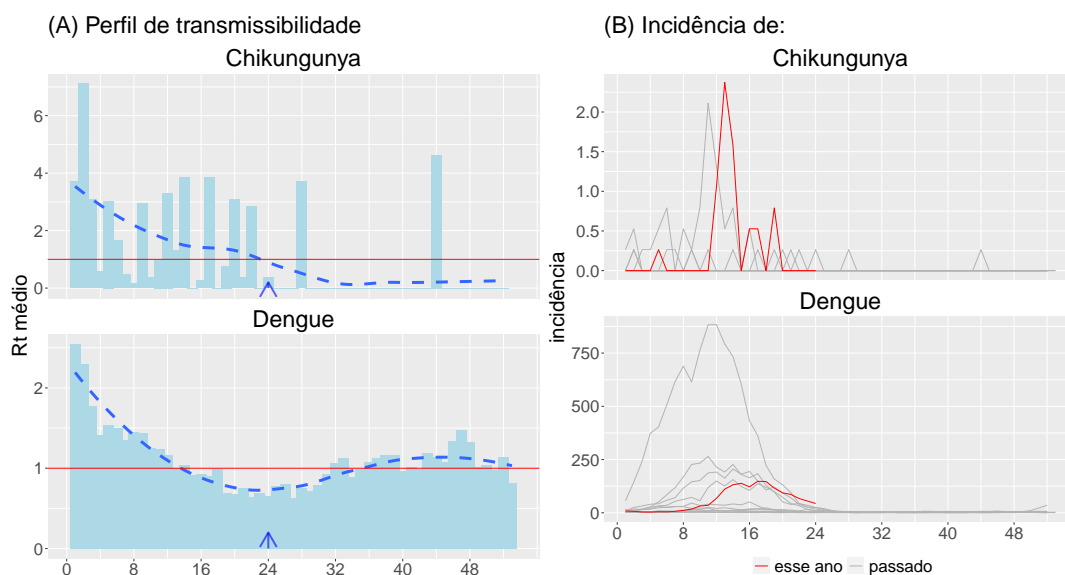 (A) Perfil de transmissibilidade
Chikungunya
6
4
2
0
Dengue
2
1
0
Rt médio
0 8 16 24 32 40 48
(B) Incidência de:
Chikungunya
2.0
1.5
1.0
0.5
0.0
Dengue
750
500
250
0
incidência
0 8 16 24 32 40 48
esse ano passado